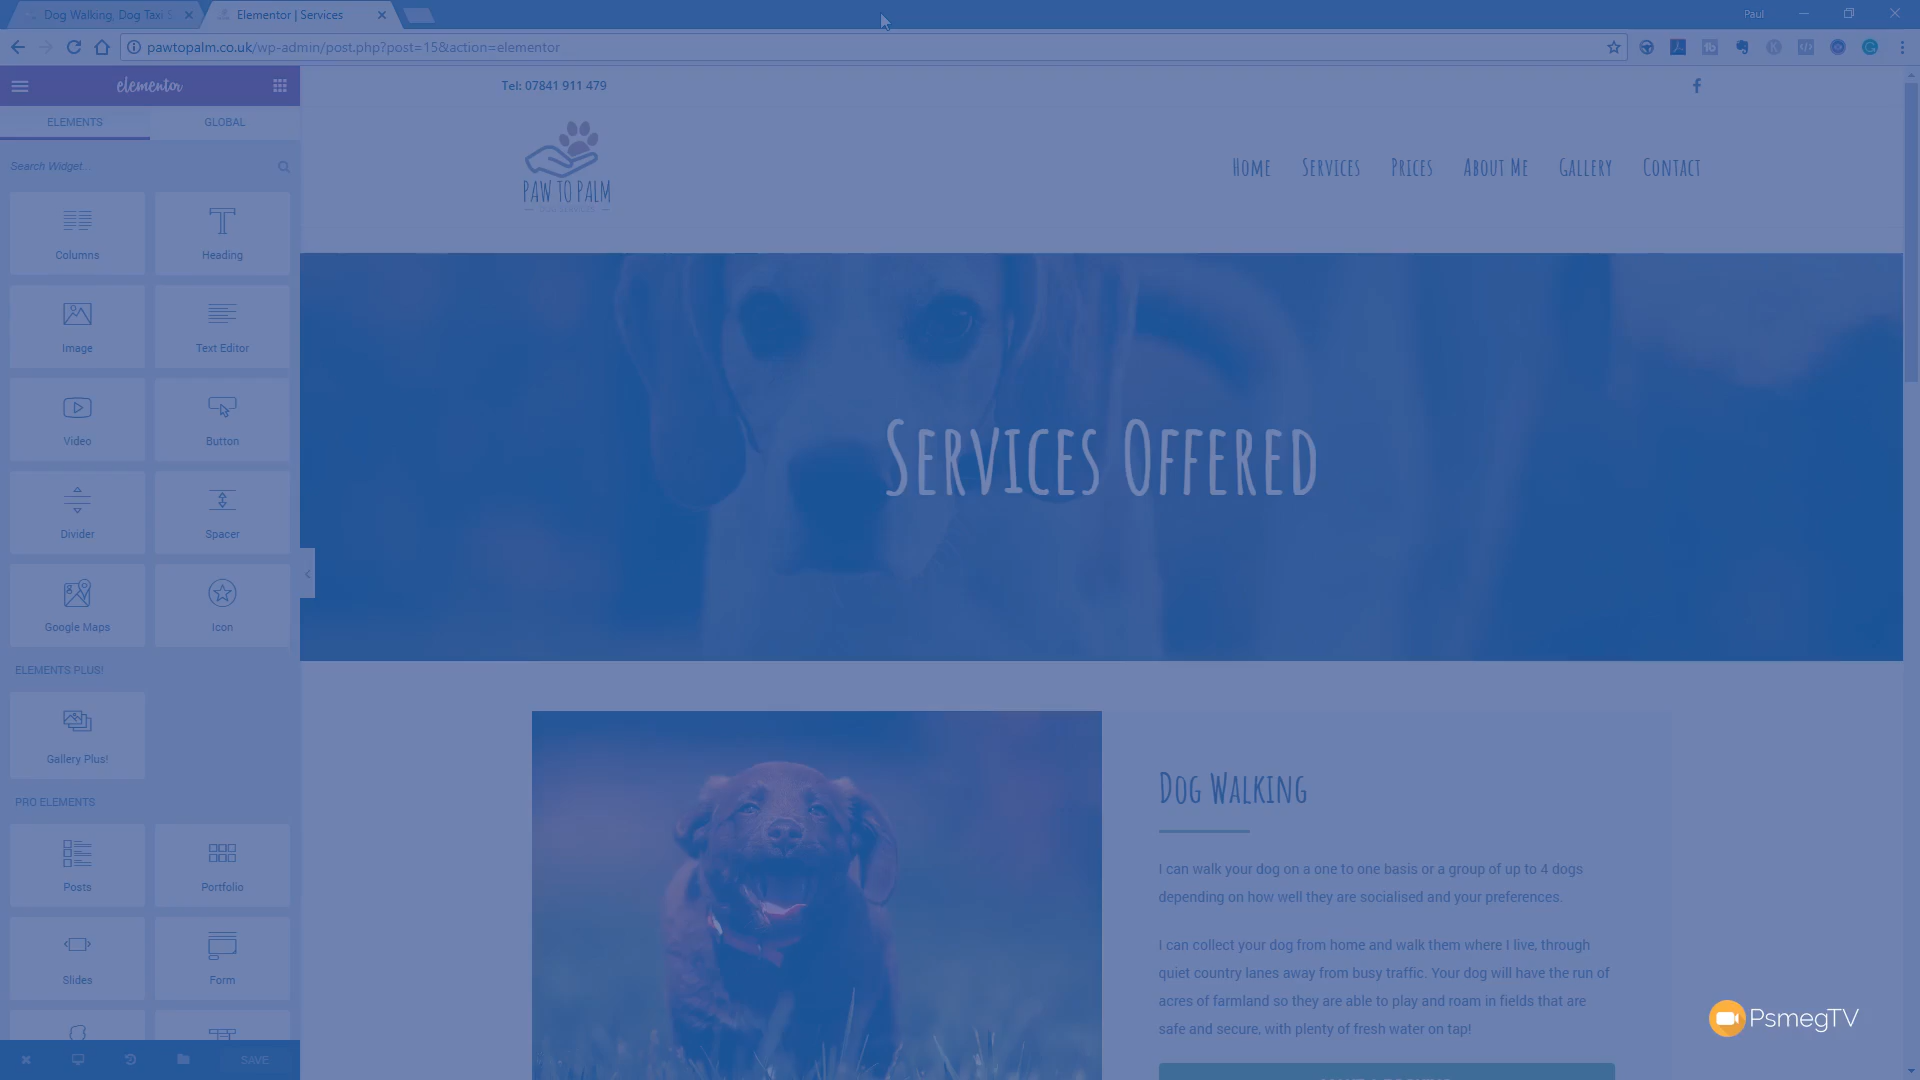 Dog Walking, Dog Taxi S
Elementor | Services
Paul
pawtopalm.co.uk/wp-admin/post.php?post=15&action=elementor
elementor
Tel: 07841 911 479
ELEMENTS
GLOBAL
Search Widget...
PAW TO PALM
Home
Services
Prices
About Me
Gallery
Contact
Columns
Heading
Image
Text Editor
Video
Button
Divider
Spacer
Google Maps
Icon
Services Offered
ELEMENTS PLUS!
Gallery Plus!
PRO ELEMENTS
Posts
Portfolio
Slides
Form
SAVE
Dog Walking
I can walk your dog on a one to one basis or a group of up to 4 dogs
depending on how well they are socialised and your preferences.
I can collect your dog from home and walk them where I live, through
quiet country lanes away from busy traffic. Your dog will have the run of
acres of farmland so they are able to play and roam in fields that are
safe and secure, with plenty of fresh water on tap!
PsmegTV